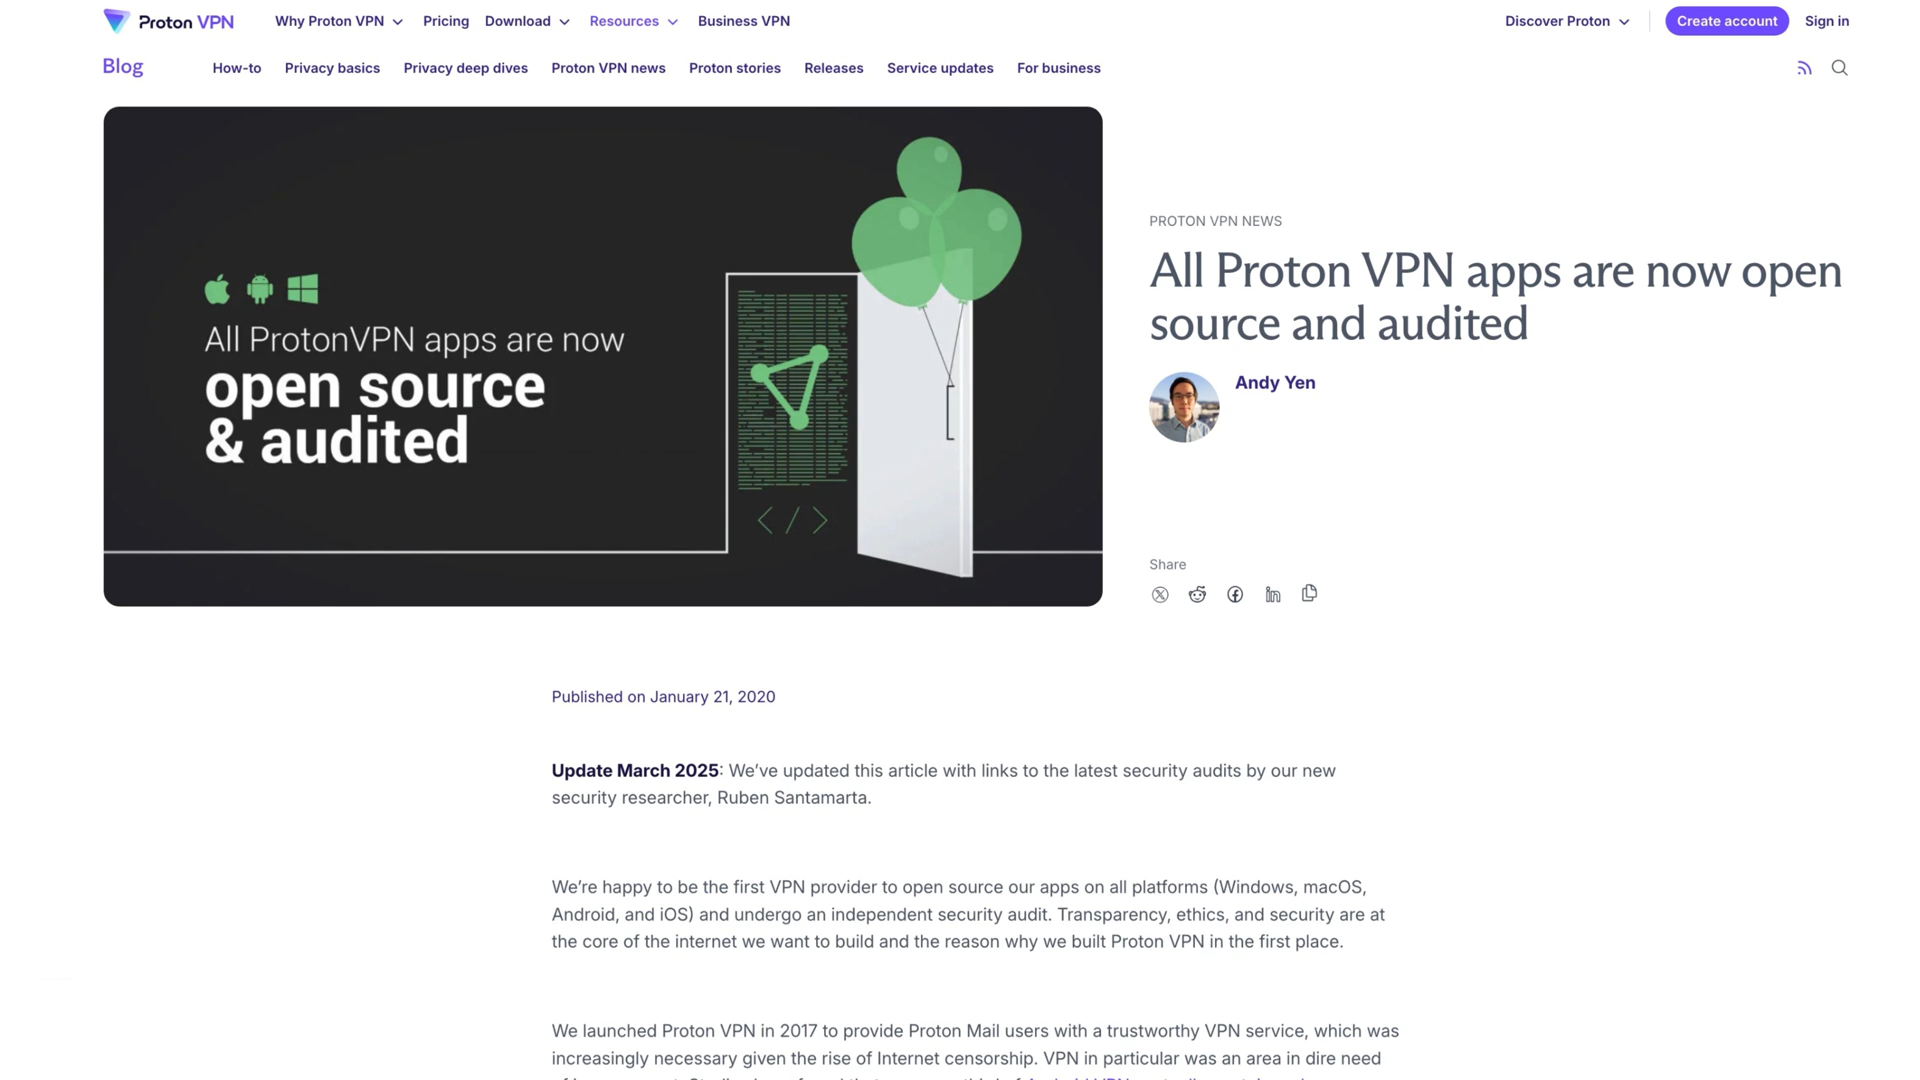 Proton VPN
Why Proton VPN
Pricing
Download
Resources
Business VPN
Discover Proton
Create account
Sign in
Blog
How-to
Privacy basics
Privacy deep dives
Proton VPN news
Proton stories
Releases
Service updates
For business
All ProtonVPN apps are now
open source
& audited
PROTON VPN NEWS
All Proton VPN apps are now open
source and audited
Andy Yen
Share
Published on January 21, 2020
Update March 2025: We’ve updated this article with links to the latest security audits by our new
security researcher, Ruben Santamarta.
We’re happy to be the first VPN provider to open source our apps on all platforms (Windows, macOS,
Android, and iOS) and undergo an independent security audit. Transparency, ethics, and security are at
the core of the internet we want to build and the reason why we built Proton VPN in the first place.
We launched Proton VPN in 2017 to provide Proton Mail users with a trustworthy VPN service, which was
increasingly necessary given the rise of Internet censorship. VPN in particular was an area in dire need